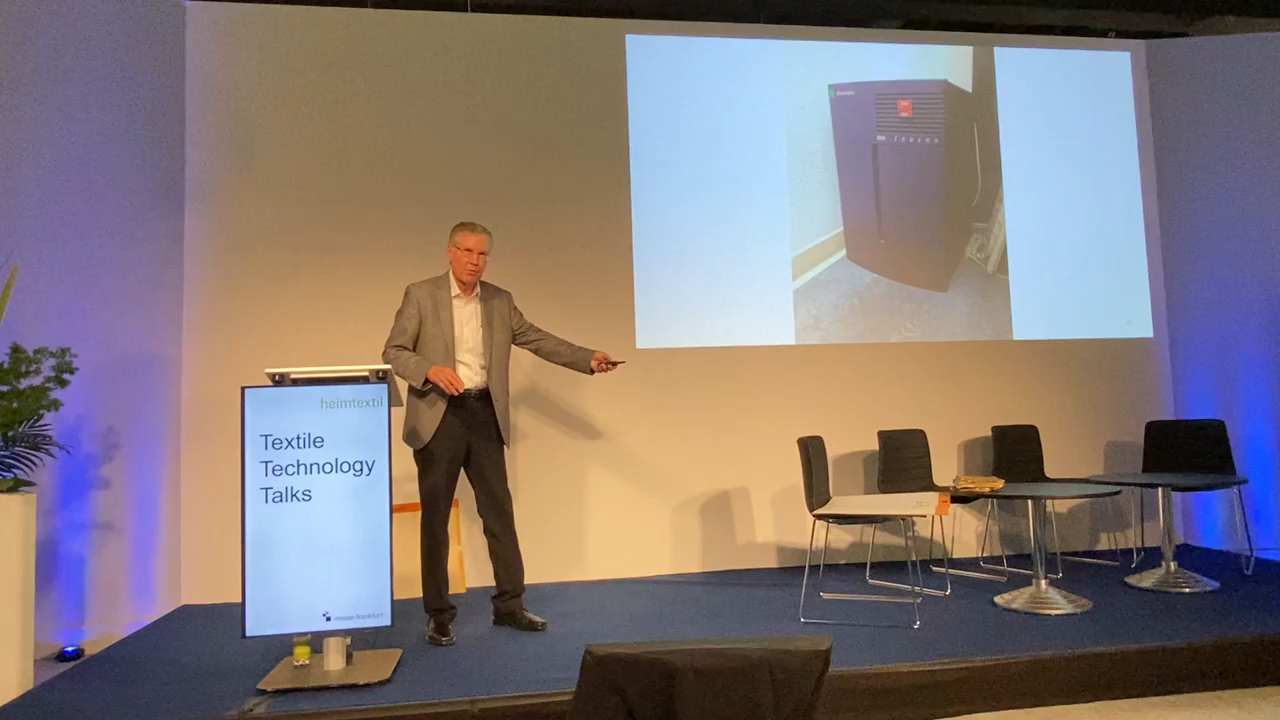 heimtextil
Textile
Technology
Talks
messe frankfurt